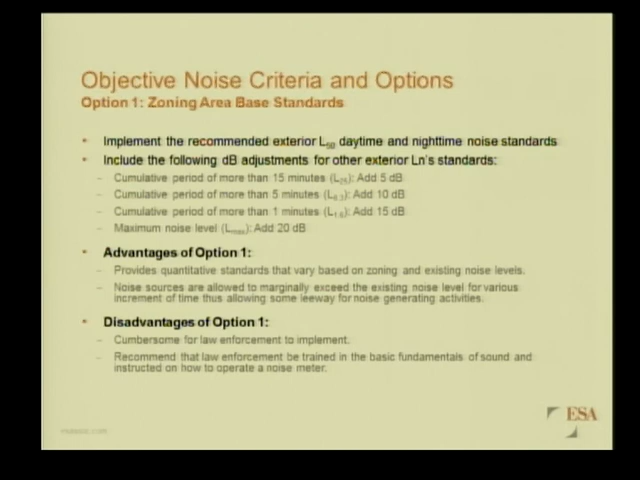 Objective Noise Criteria and Options
Option 1: Zoning Area Base Standards
• Implement the recommended exterior L50 daytime and nighttime noise standards
• Include the following dB adjustments for other exterior Ln's standards:
– Cumulative period of more than 15 minutes (L25): Add 5 dB
– Cumulative period of more than 5 minutes (L8.3): Add 10 dB
– Cumulative period of more than 1 minutes (L1.6): Add 15 dB
– Maximum noise level (Lmax): Add 20 dB
• Advantages of Option 1:
– Provides quantitative standards that vary based on zoning and existing noise levels.
– Noise sources are allowed to marginally exceed the existing noise level for various
increment of time thus allowing some leeway for noise generating activities.
• Disadvantages of Option 1:
– Cumbersome for law enforcement to implement.
– Recommend that law enforcement be trained in the basic fundamentals of sound and
instructed on how to operate a noise meter.
ESA